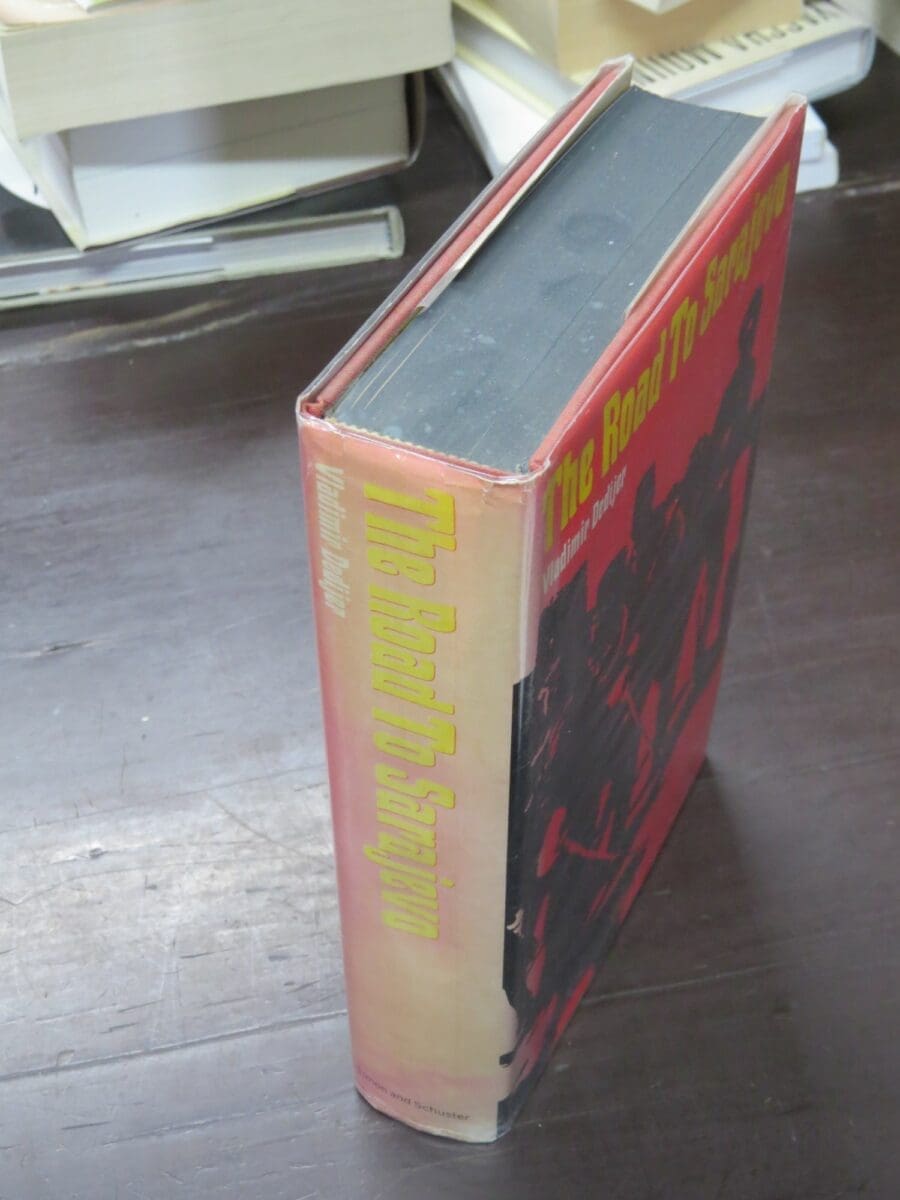 The Road To Sarajevo
Vladimir Dedijer
Vladimir Dedijer
The Road To Sarajevo
Simon and Schuster